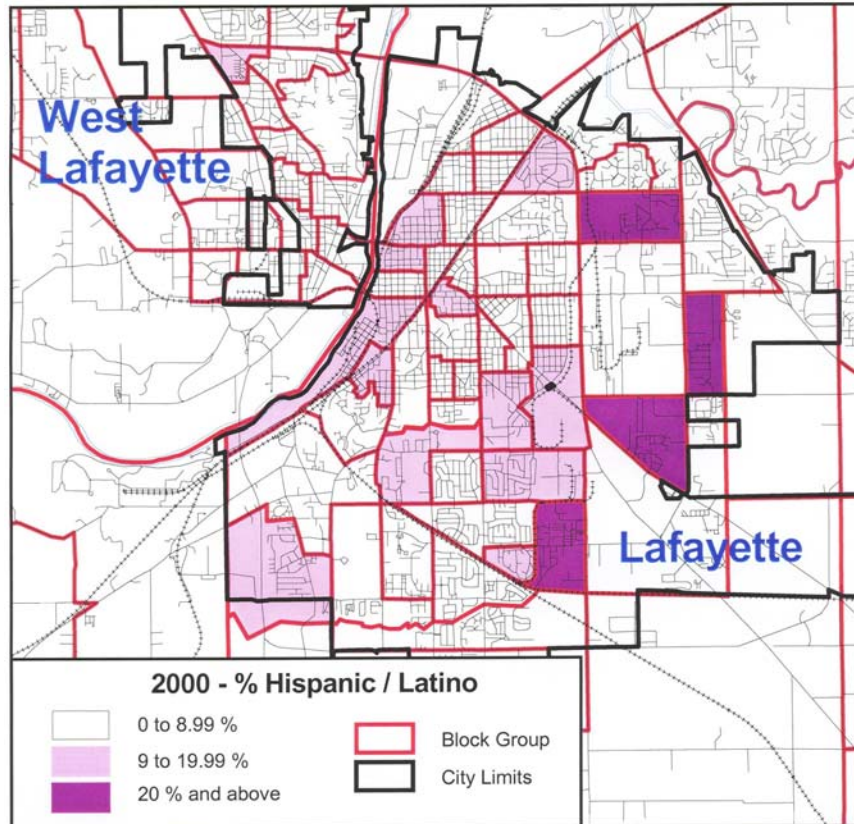 West
Lafayette
Lafayette
2000 - % Hispanic / Latino
0 to 8.99 %
9 to 19.99 %
20 % and above
Block Group
City Limits